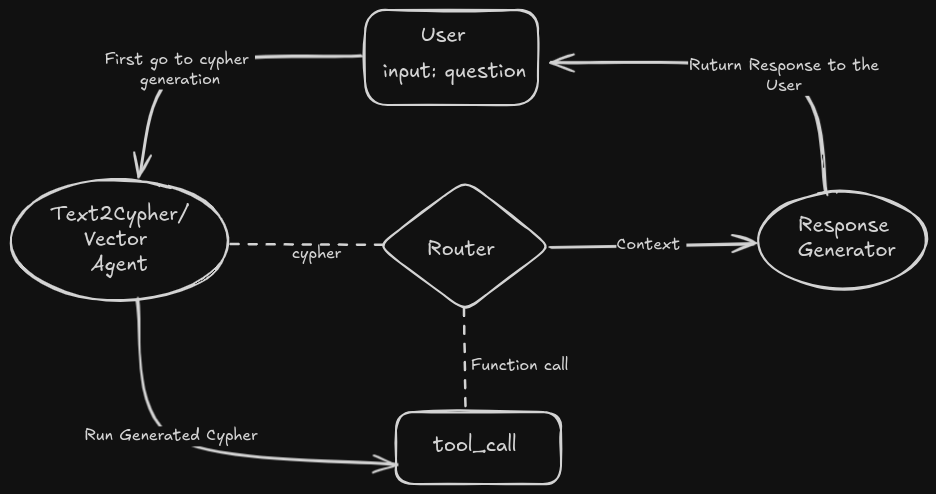 User
input: question
First go to cypher
generation
Ruturn Response to the
User
Text2Cypher/
Vector
Agent
cypher
Router
Context
Response
Generator
Function call
Run Generated Cypher
tool_call